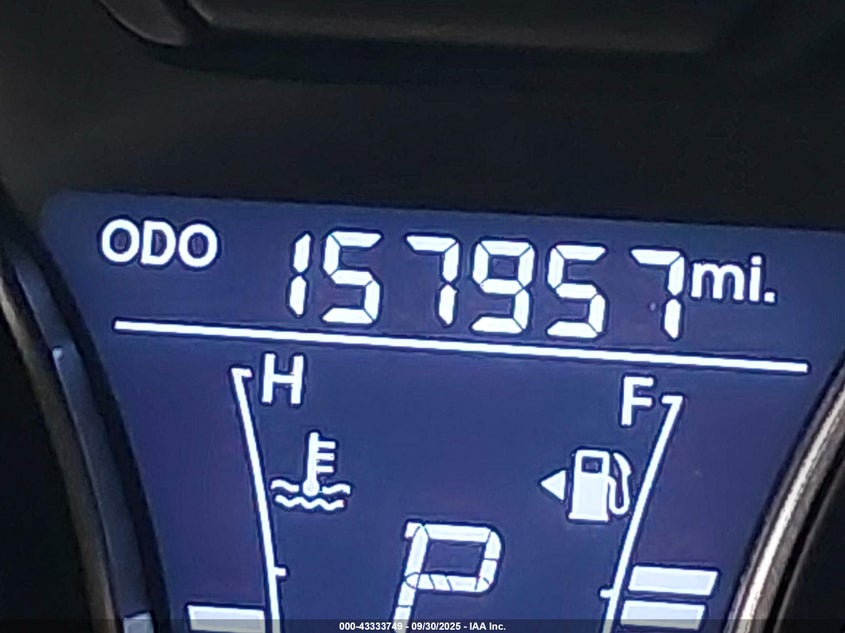 ODO 157957 mi.
H F
P
000-43333749 - 09/30/2025 - IAA Inc.